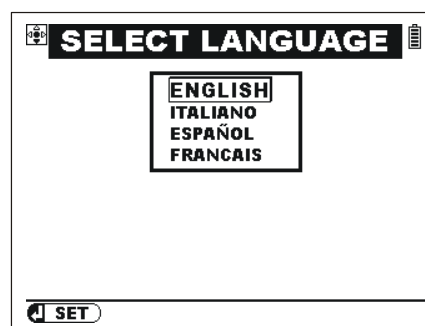 SELECT LANGUAGE
ENGLISH
ITALIANO
ESPAÑOL
FRANCAIS
SET